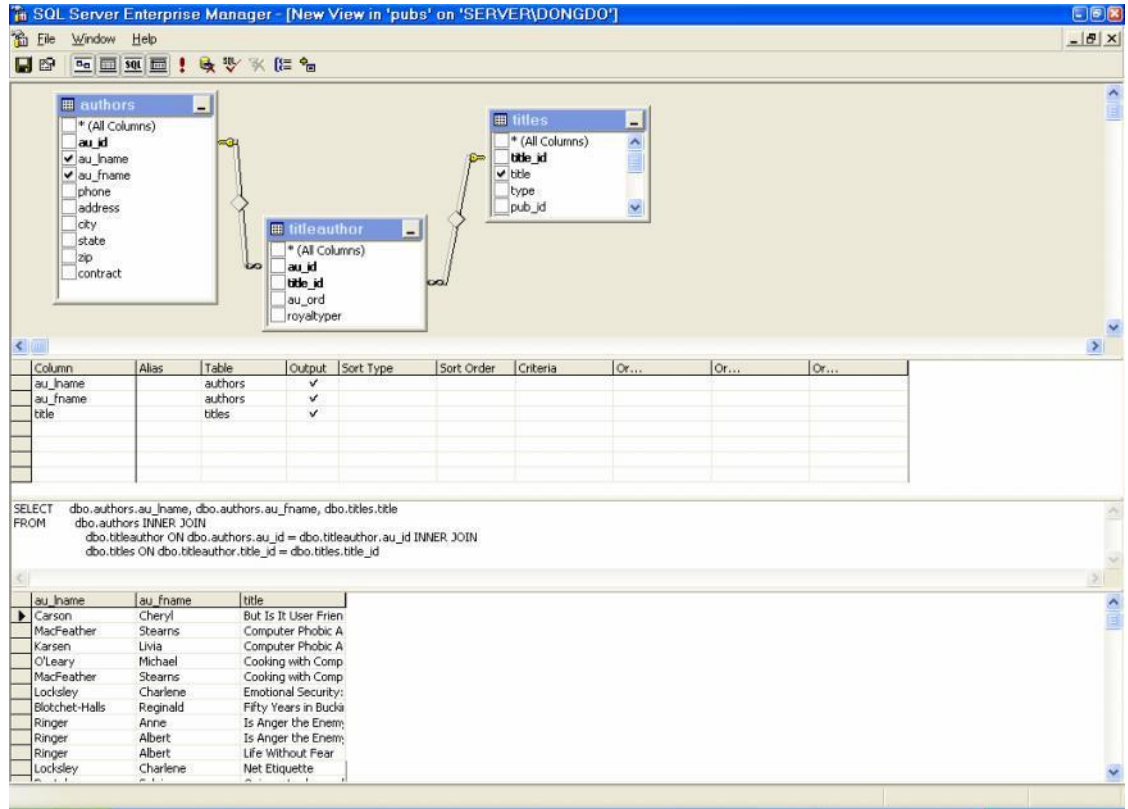 SQL Server Enterprise Manager - [New View in 'pubs' on 'SERVER\DONGDO']
File Window Help
SQL SQL
authors
* (All Columns)
au_id
au_lname
au_fname
phone
address
city
state
zip
contract
titleauthor
* (All Columns)
au_id
title_id
au_ord
royaltyper
titles
* (All Columns)
title_id
title
type
pub_id
Column Alias Table Output Sort Type Sort Order Criteria Or... Or... Or...
au_lname authors
au_fname authors
title titles
SELECT dbo.authors.au_lname, dbo.authors.au_fname, dbo.titles.title
FROM dbo.authors INNER JOIN
dbo.titleauthor ON dbo.authors.au_id = dbo.titleauthor.au_id INNER JOIN
dbo.titles ON dbo.titleauthor.title_id = dbo.titles.title_id
au_lname au_fname title
Carson Cheryl But Is It User Frien
MacFeather Stearns Computer Phobic A
Karsen Livia Computer Phobic A
O'Leary Michael Cooking with Comp
MacFeather Stearns Cooking with Comp
Locksley Charlene Emotional Security:
Blotchet-Halls Reginald Fifty Years in Bucki
Ringer Anne Is Anger the Enemy
Ringer Albert Is Anger the Enemy
Ringer Albert Life Without Fear
Locksley Charlene Net Etiquette